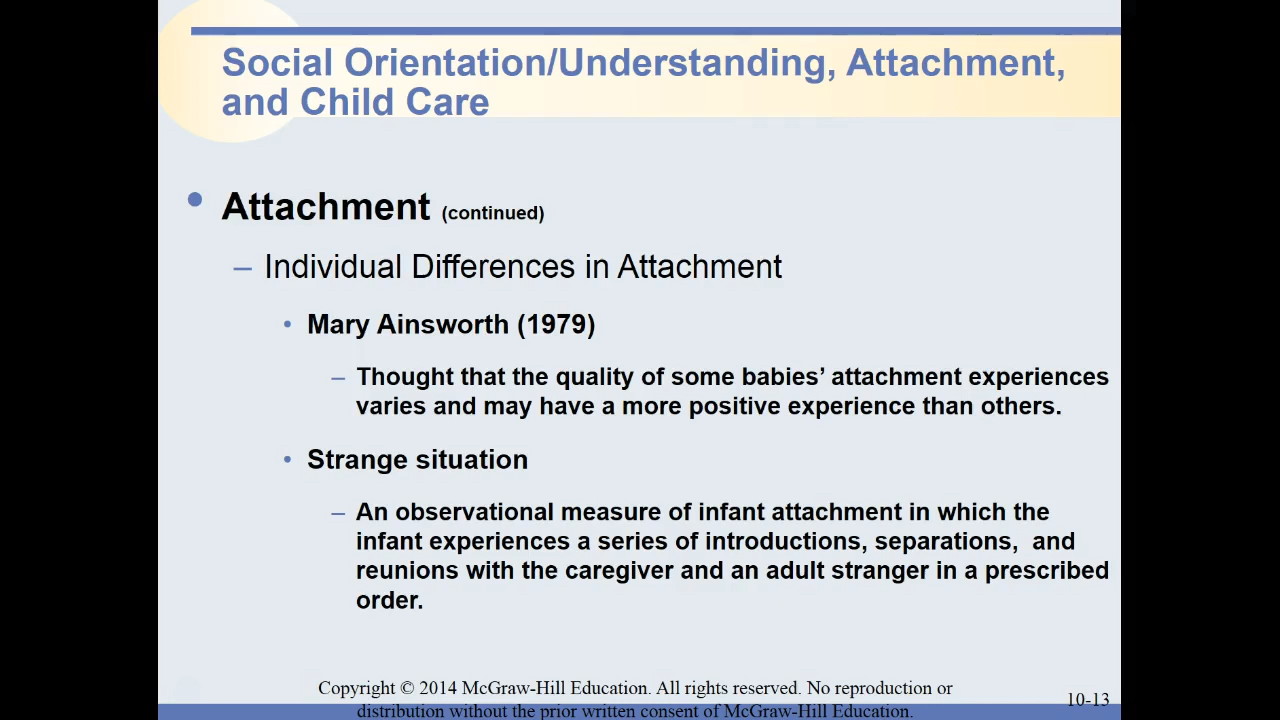 Social Orientation/Understanding, Attachment,
and Child Care
• Attachment (continued)
– Individual Differences in Attachment
• Mary Ainsworth (1979)
– Thought that the quality of some babies’ attachment experiences
varies and may have a more positive experience than others.
• Strange situation
– An observational measure of infant attachment in which the
infant experiences a series of introductions, separations,  and
reunions with the caregiver and an adult stranger in a prescribed
order.
Copyright © 2014 McGraw-Hill Education. All rights reserved. No reproduction or
distribution without the prior written consent of McGraw-Hill Education.
10-13